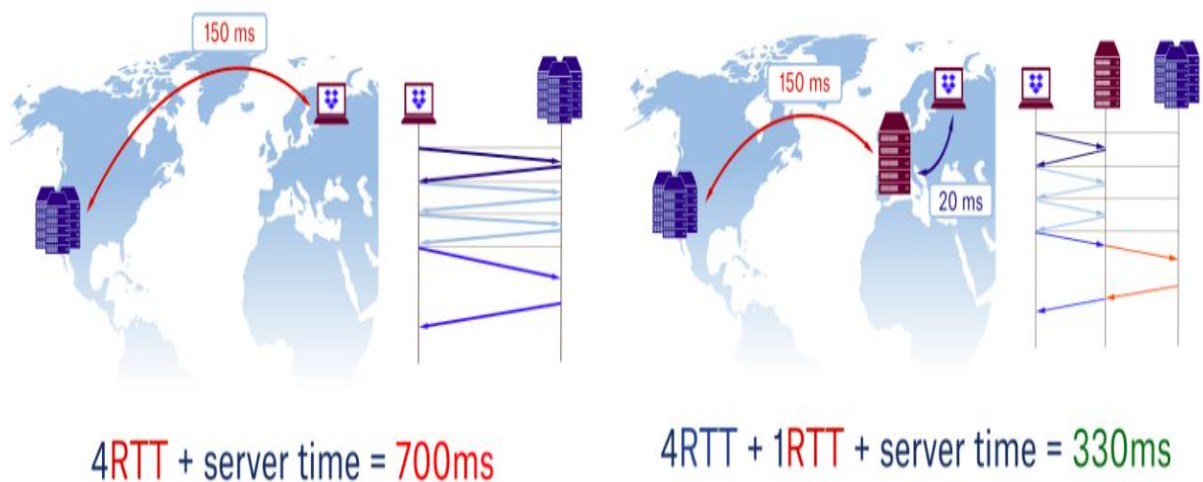 150 ms
150 ms
20 ms
4RTT + server time = 700ms
4RTT + 1RTT + server time = 330ms